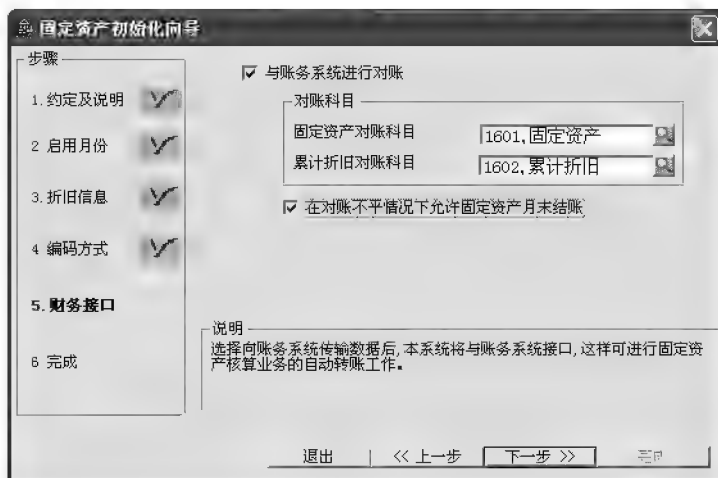 固定资产初始化向导
步骤
1.约定及说明
2 启用月份
3.折旧信息
4 编码方式
5.财务接口
6 完成
与账务系统进行对账
对账科目
固定资产对账科目 1601,固定资产
累计折旧对账科目 1602,累计折旧
在对账不平情况下允许固定资产月末结账
说明
选择向账务系统传输数据后,本系统将与账务系统接口,这样可进行固定资
产核算业务的自动转账工作。
退出 << 上一步 下一步 >>